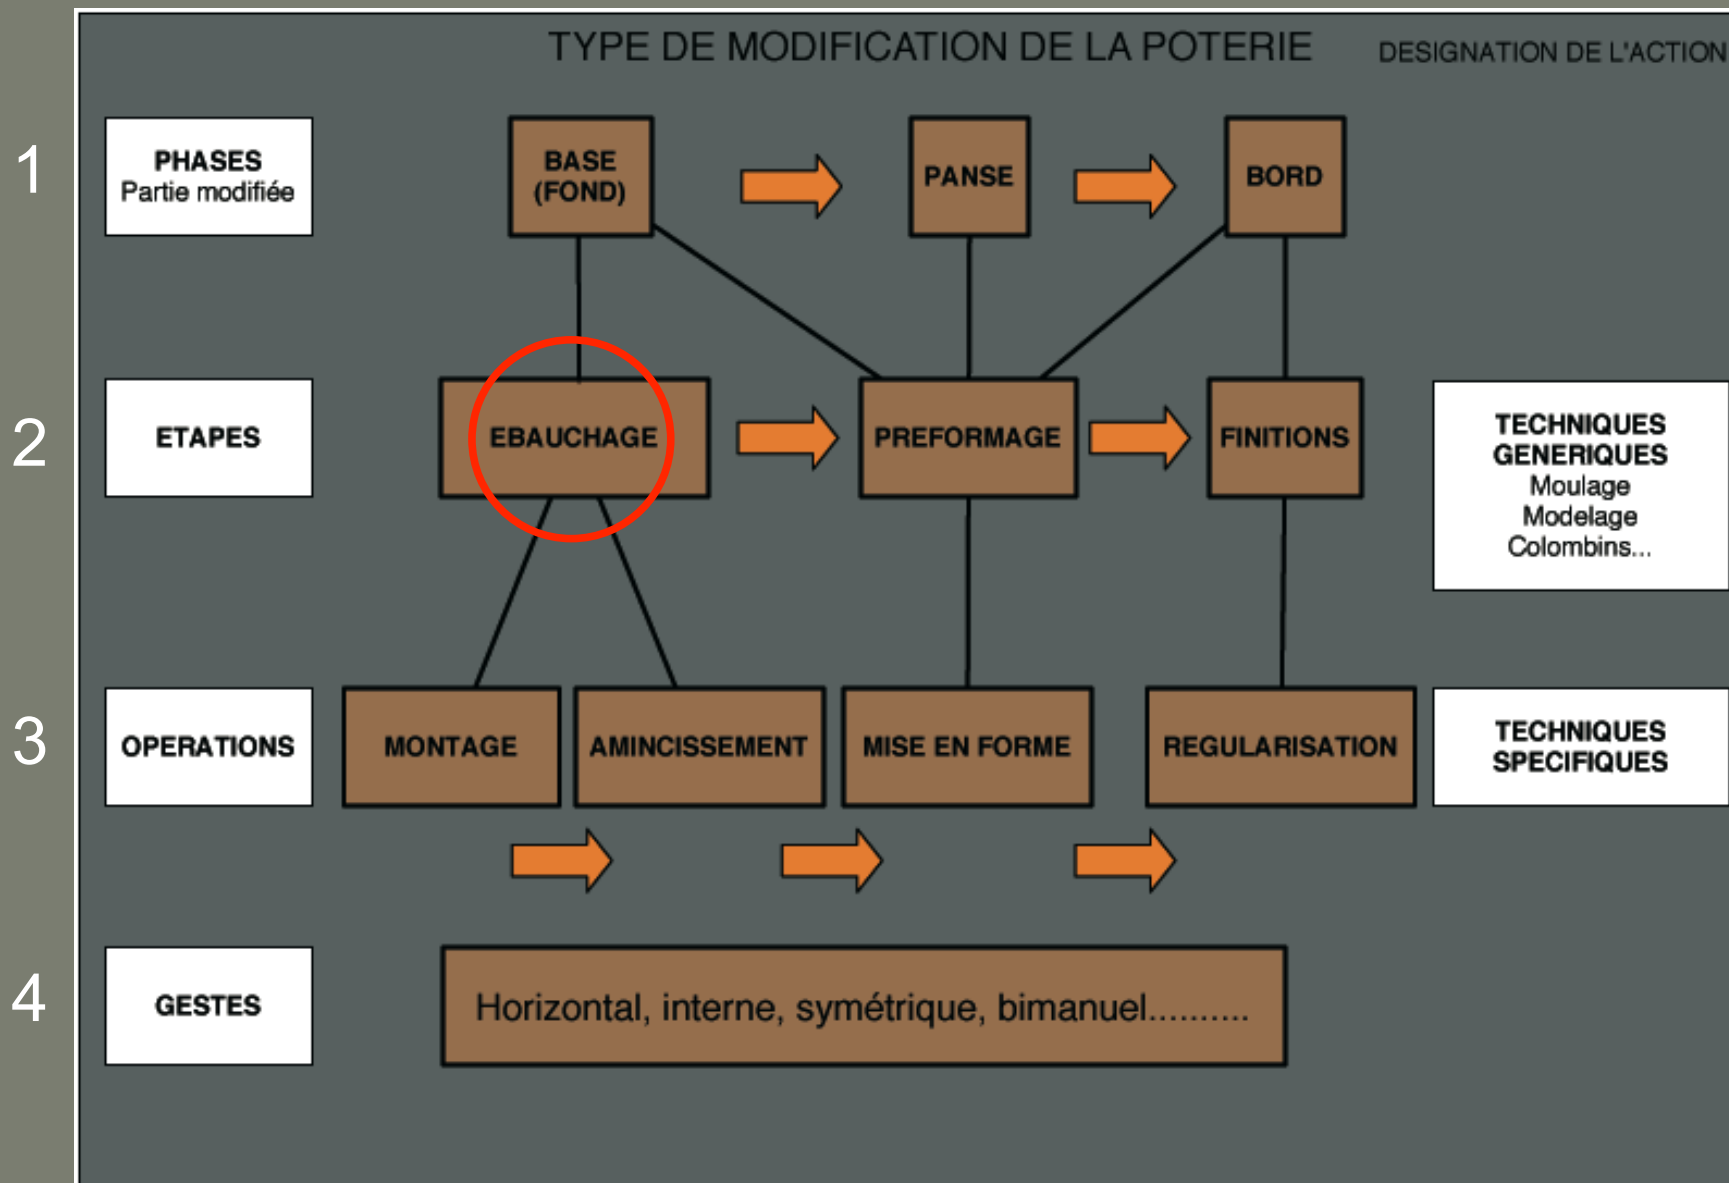 TYPE DE MODIFICATION DE LA POTERIE
DESIGNATION DE L'ACTION
1
PHASES
Partie modifiée
BASE
(FOND)
PANSE
BORD
2
ETAPES
EBAUCHAGE
PREFORMAGE
FINITIONS
TECHNIQUES
GENERIQUES
Moulage
Modelage
Colombins...
3
OPERATIONS
MONTAGE
AMINCISSEMENT
MISE EN FORME
REGULARISATION
TECHNIQUES
SPECIFIQUES
4
GESTES
Horizontal, interne, symétrique, bimanuel..........